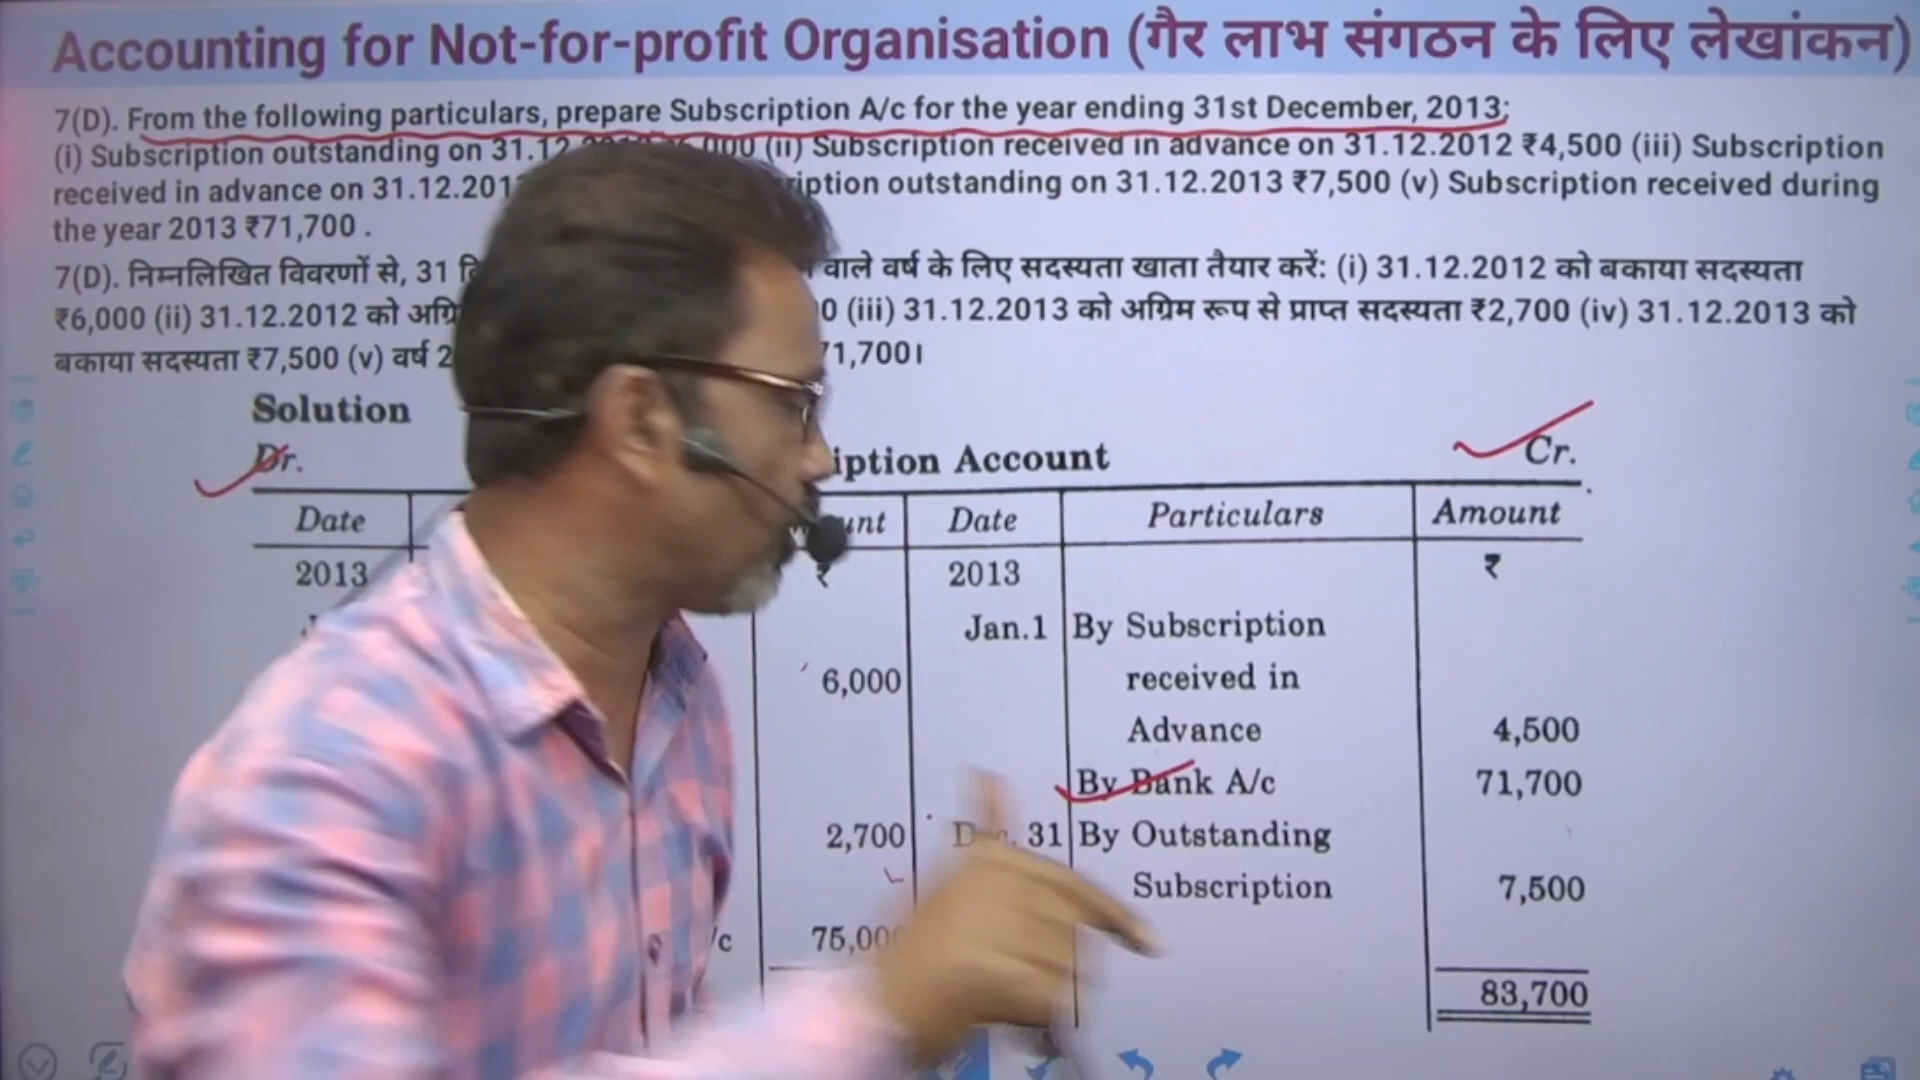 Accounting for Not-for-profit Organisation (गैर लाभ संगठन के लिए लेखांकन)
7(D). From the following particulars, prepare Subscription A/c for the year ending 31st December, 2013;
(i) Subscription outstanding on 31.12 000 (ii) Subscription received in advance on 31.12.2012 ₹4,500 (iii) Subscription
received in advance on 31.12.201 ription outstanding on 31.12.2013 ₹7,500 (v) Subscription received during
the year 2013 ₹71,700 .
7(D). निम्नलिखित विवरणों से, 31 वाले वर्ष के लिए सदस्यता खाता तैयार करें: (i) 31.12.2012 को बकाया सदस्यता
₹6,000 (ii) 31.12.2012 को 0 (iii) 31.12.2013 को अग्रिम रूप से प्राप्त सदस्यता ₹2,700 (iv) 31.12.2013 को
बकाया सदस्यता ₹7,500 (v) वर्ष 2 71,700।
Solution
Dr. iption Account Cr.
Date unt Date Particulars Amount
2013 ₹ 2013 ₹
Jan.1 By Subscription
6,000 received in
Advance 4,500
By Bank A/c 71,700
2,700 31 By Outstanding
Subscription 7,500
/c 75,00
83,700